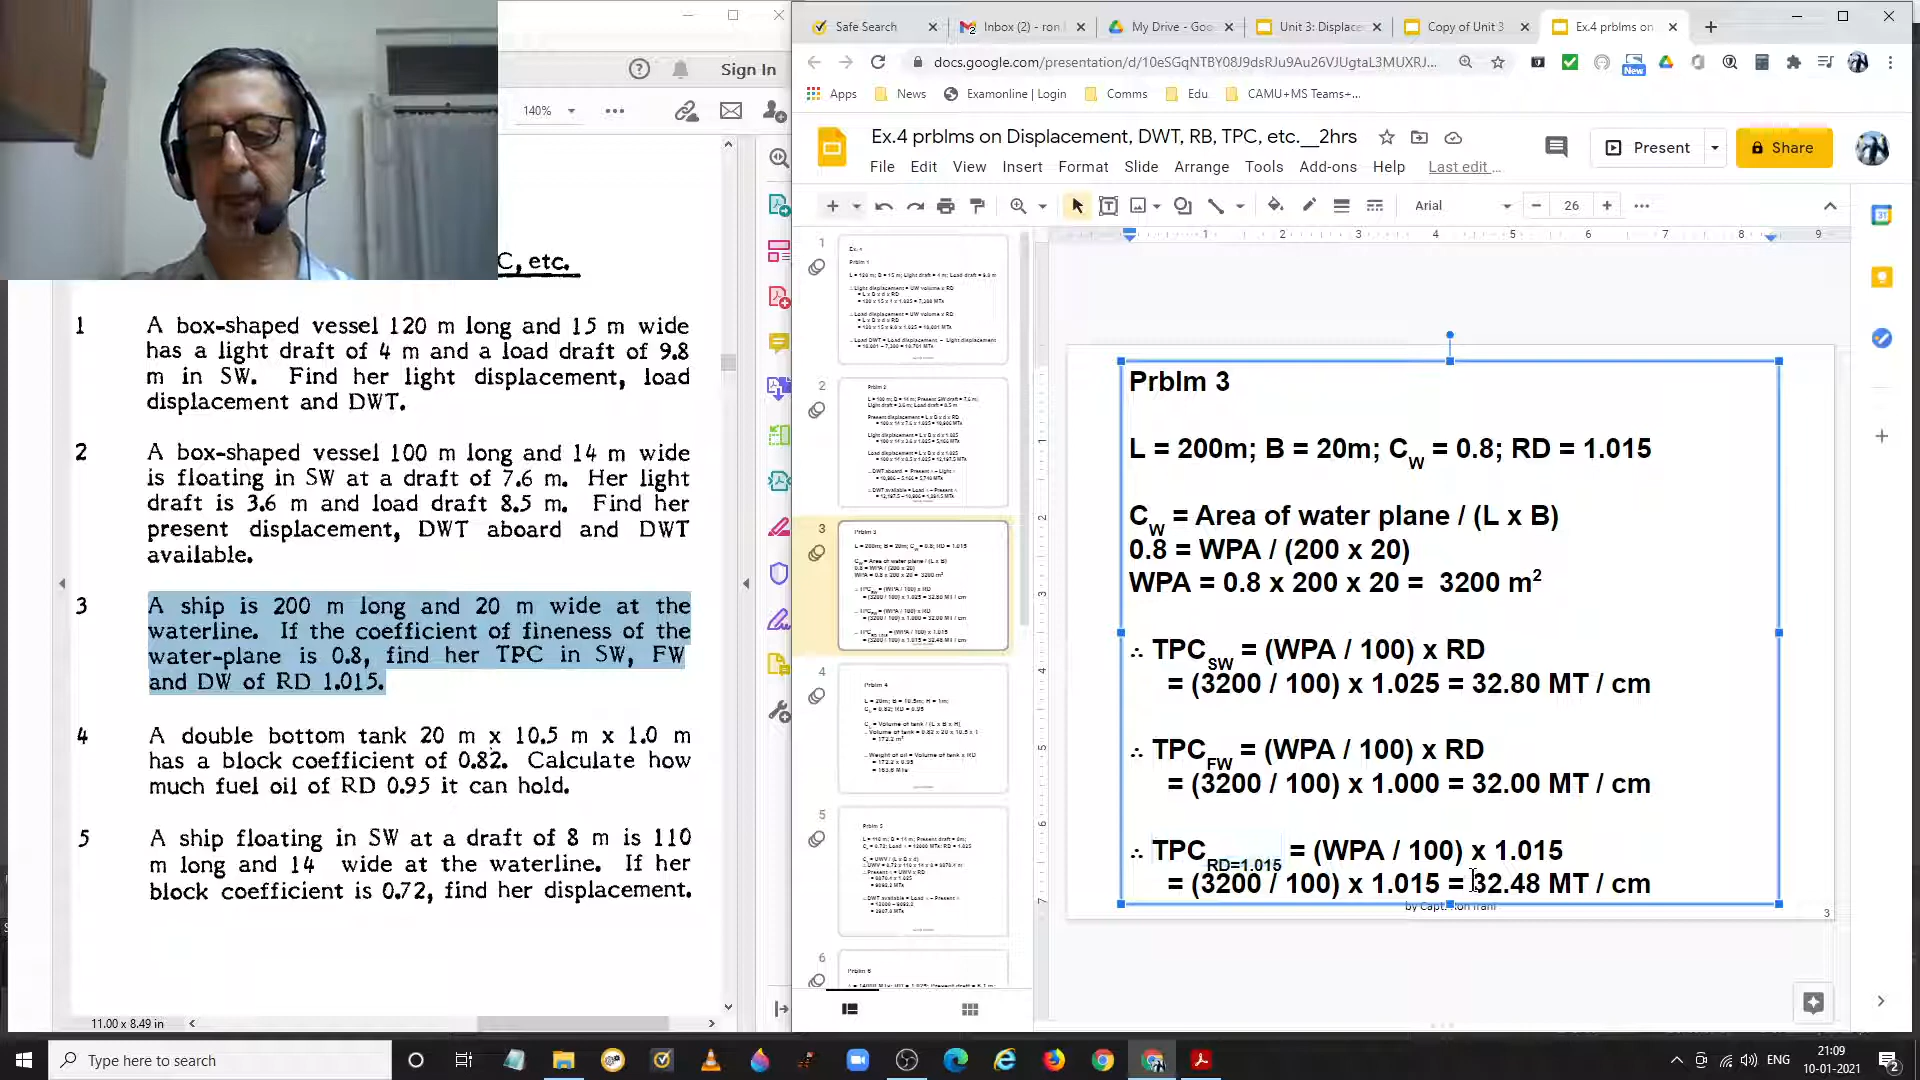 Safe Search
Inbox (2) - ron
My Drive - Goo
Unit 3: Displace
Copy of Unit 3
Ex.4 prblms on
docs.google.com/presentation/d/10eSGqNTBY08J9dsRJu9Au26VJUgtaL3MUXRJ...
New
Apps
News
Examonline | Login
Comms
Edu
CAMU+MS Teams+...
Sign In
140%
Ex.4 prblms on Displacement, DWT, RB, TPC, etc.__2hrs
Present
Share
File Edit View Insert Format Slide Arrange Tools Add-ons Help Last edit ...
Arial
26
C, etc.
1 A box-shaped vessel 120 m long and 15 m wide
has a light draft of 4 m and a load draft of 9.8
m in SW. Find her light displacement, load
displacement and DWT.
2 A box-shaped vessel 100 m long and 14 m wide
is floating in SW at a draft of 7.6 m. Her light
draft is 3.6 m and load draft 8.5 m. Find her
present displacement, DWT aboard and DWT
available.
3 A ship is 200 m long and 20 m wide at the
waterline. If the coefficient of fineness of the
water-plane is 0.8, find her TPC in SW, FW
and DW of RD 1.015.
4 A double bottom tank 20 m x 10.5 m x 1.0 m
has a block coefficient of 0.82. Calculate how
much fuel oil of RD 0.95 it can hold.
5 A ship floating in SW at a draft of 8 m is 110
m long and 14 wide at the waterline. If her
block coefficient is 0.72, find her displacement.
11.00 x 8.49 in
1
2
3
4
5
6
Prblm 3
L = 200m; B = 20m; CW = 0.8; RD = 1.015
CW = Area of water plane / (L x B)
0.8 = WPA / (200 x 20)
WPA = 0.8 x 200 x 20 = 3200 m²
∴ TPCSW = (WPA / 100) x RD
= (3200 / 100) x 1.025 = 32.80 MT / cm
∴ TPCFW = (WPA / 100) x RD
= (3200 / 100) x 1.000 = 32.00 MT / cm
∴ TPCRD=1.015 = (WPA / 100) x 1.015
= (3200 / 100) x 1.015 = 32.48 MT / cm
by Capt. Ron Irani
3
Type here to search
ENG
21:09
10-01-2021
2